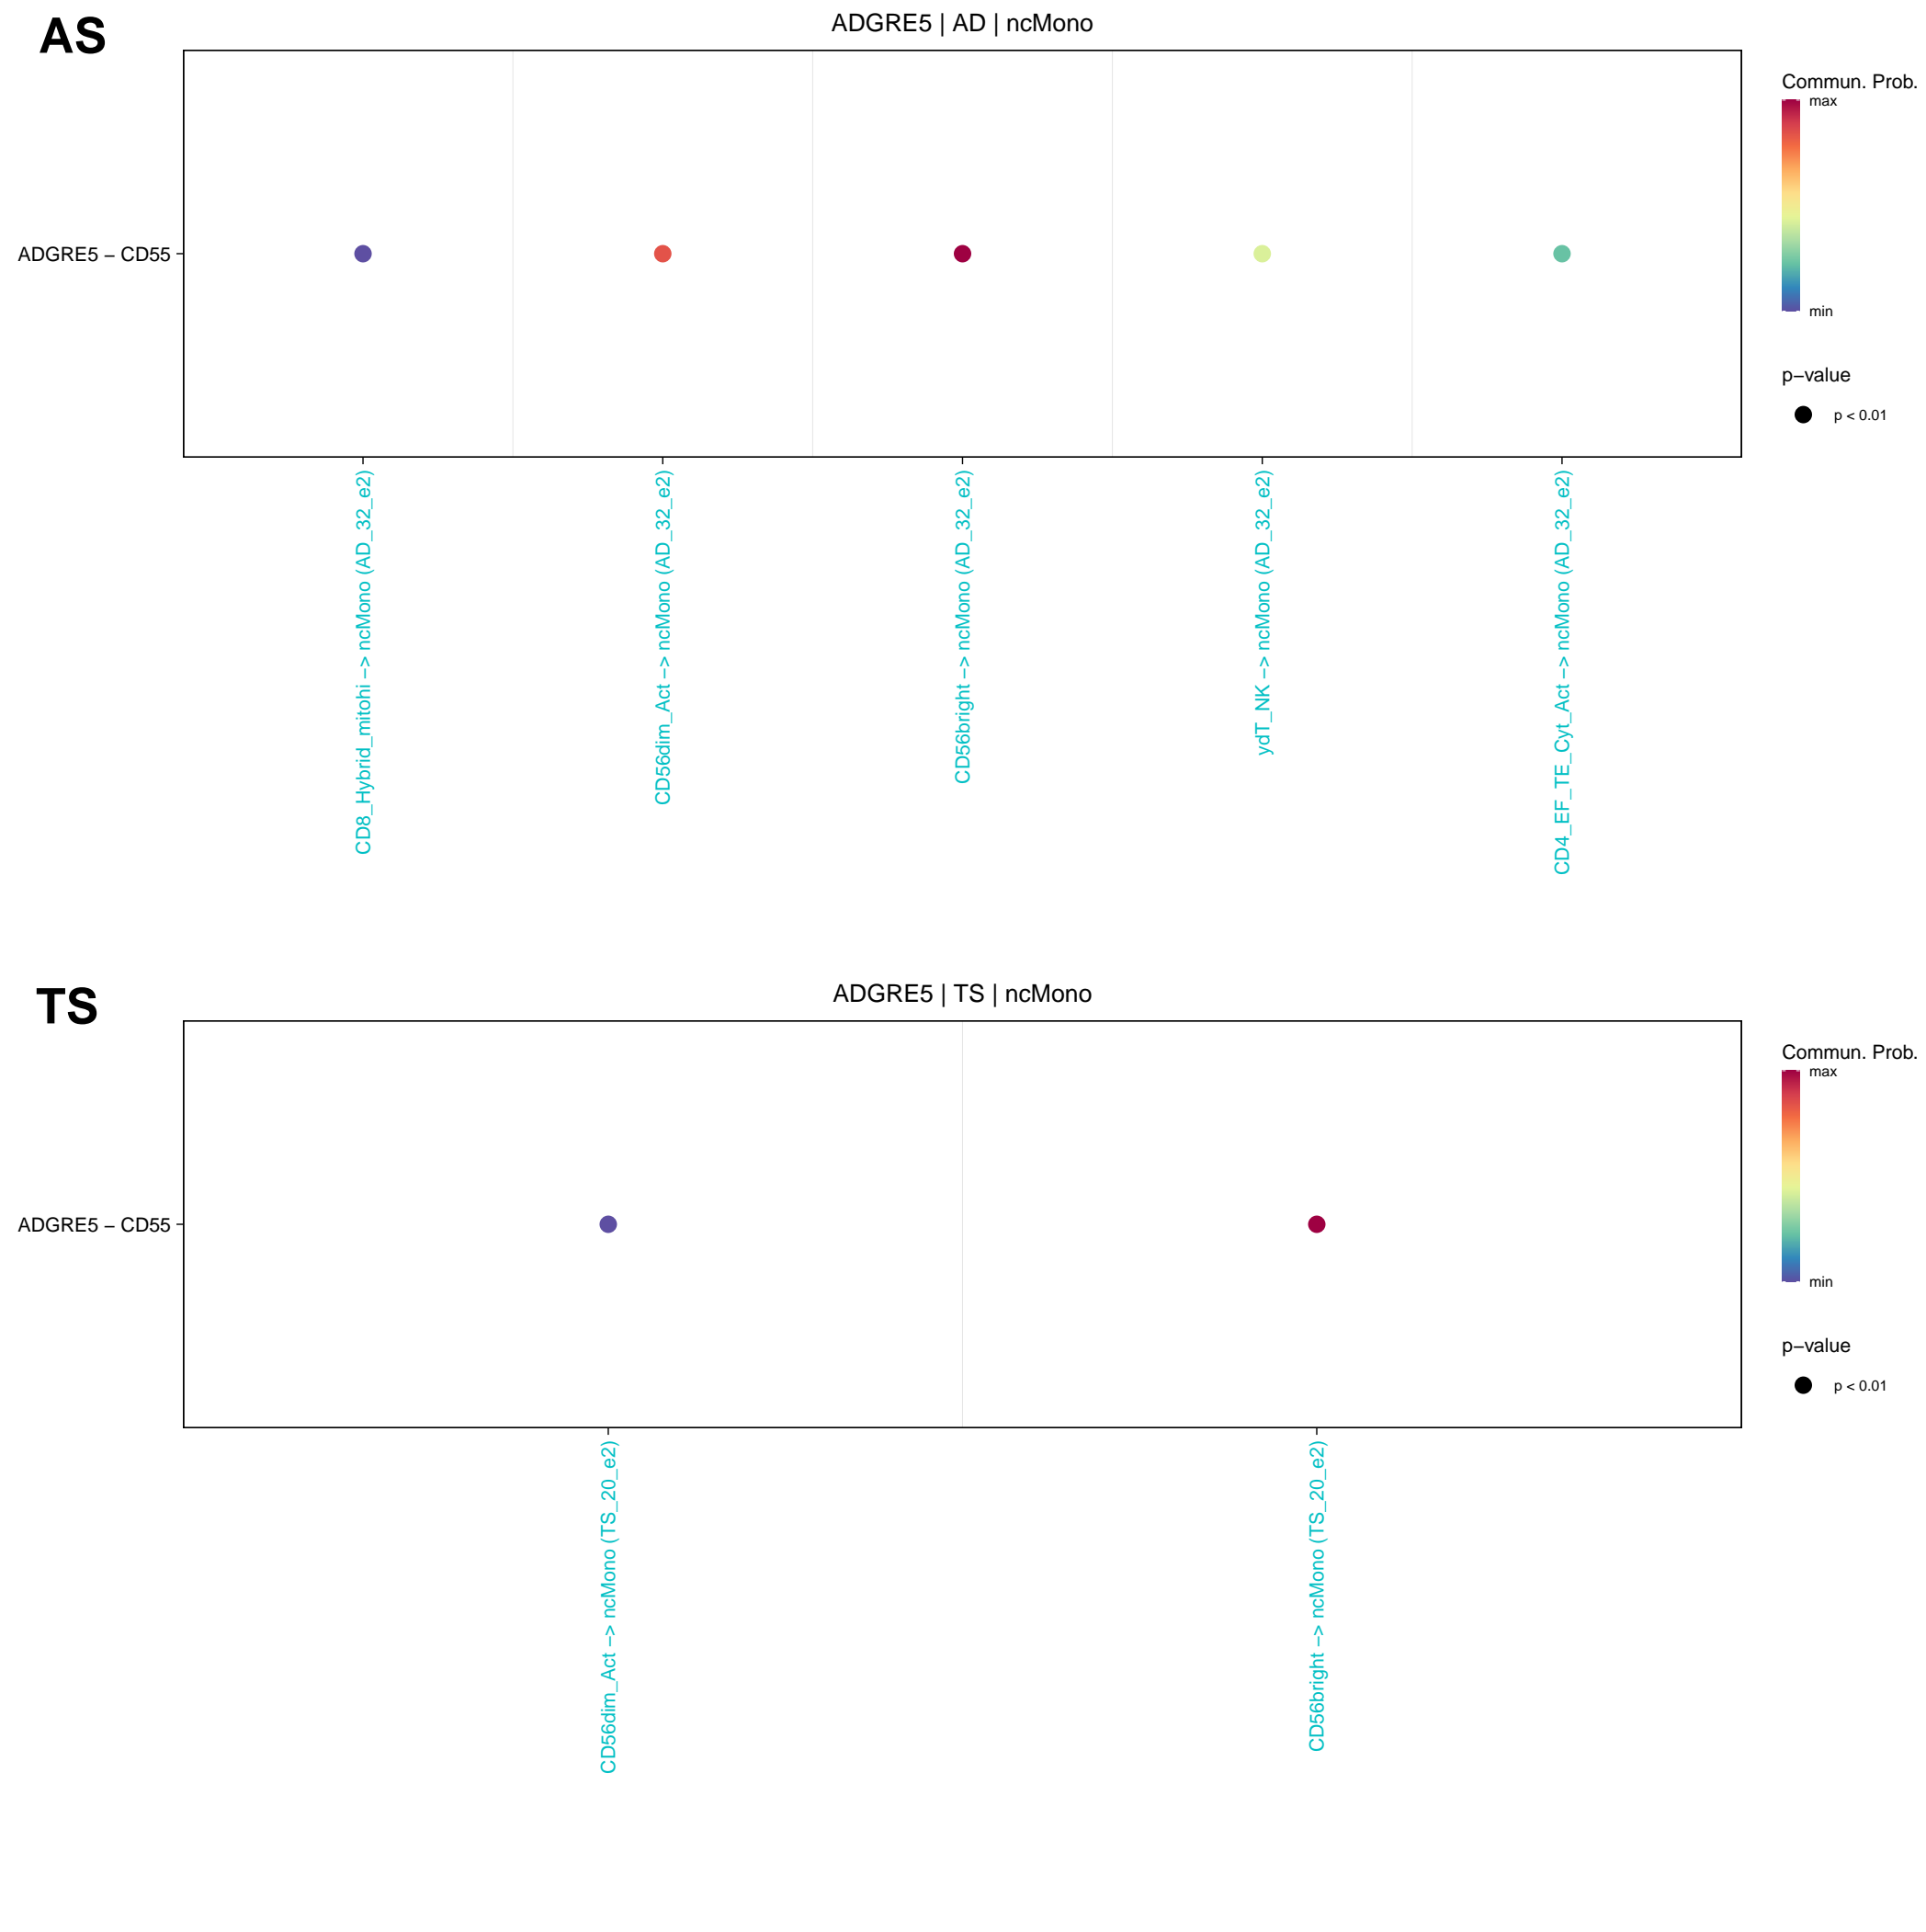 AS
ADGRE5 | AD | ncMono
ADGRE5 – CD55
Commun. Prob.
max
min
p–value
p < 0.01
CD8_Hybrid_mitohi –> ncMono (AD_32_e2)
CD56dim_Act –> ncMono (AD_32_e2)
CD56bright –> ncMono (AD_32_e2)
ydT_NK –> ncMono (AD_32_e2)
CD4_EF_TE_Cyt_Act –> ncMono (AD_32_e2)
TS
ADGRE5 | TS | ncMono
ADGRE5 – CD55
Commun. Prob.
max
min
p–value
p < 0.01
CD56dim_Act –> ncMono (TS_20_e2)
CD56bright –> ncMono (TS_20_e2)